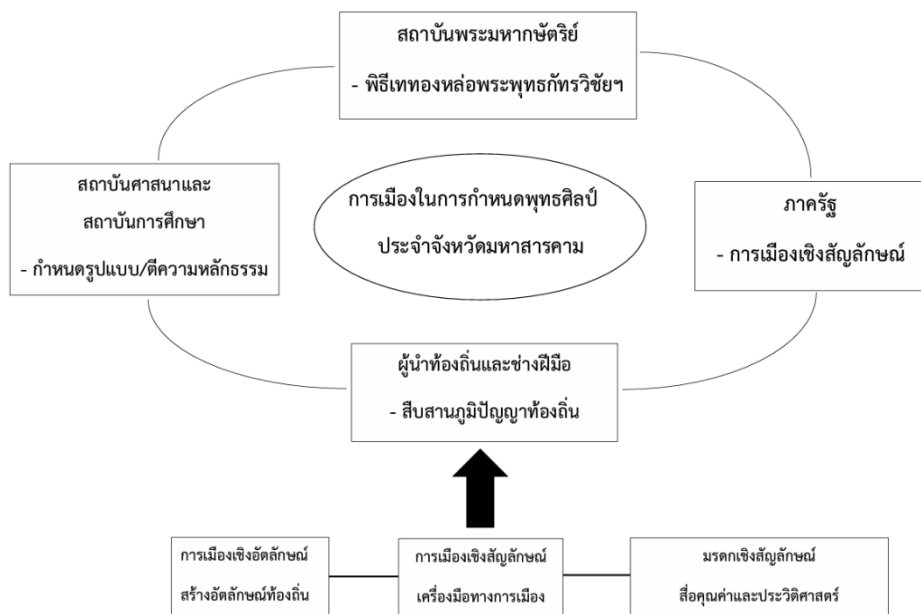 สถาบันพระมหากษัตริย์
- พิธีเททองหล่อพระพุทธกัทรวิชัยฯ
สถาบันศาสนาและ
สถาบันการศึกษา
- กำหนดรูปแบบ/ตีความหลักธรรม
การเมืองในการกำหนดพุทธศิลป์
ประจำจังหวัดมหาสารคาม
ภาครัฐ
- การเมืองเชิงสัญลักษณ์
ผู้นำท้องถิ่นและช่างฝีมือ
- สืบสานภูมิปัญญาท้องถิ่น
การเมืองเชิงอัตลักษณ์
สร้างอัตลักษณ์ท้องถิ่น
การเมืองเชิงสัญลักษณ์
เครื่องมือทางการเมือง
มรดกเชิงสัญลักษณ์
สื่อคุณค่าและประวัติศาสตร์